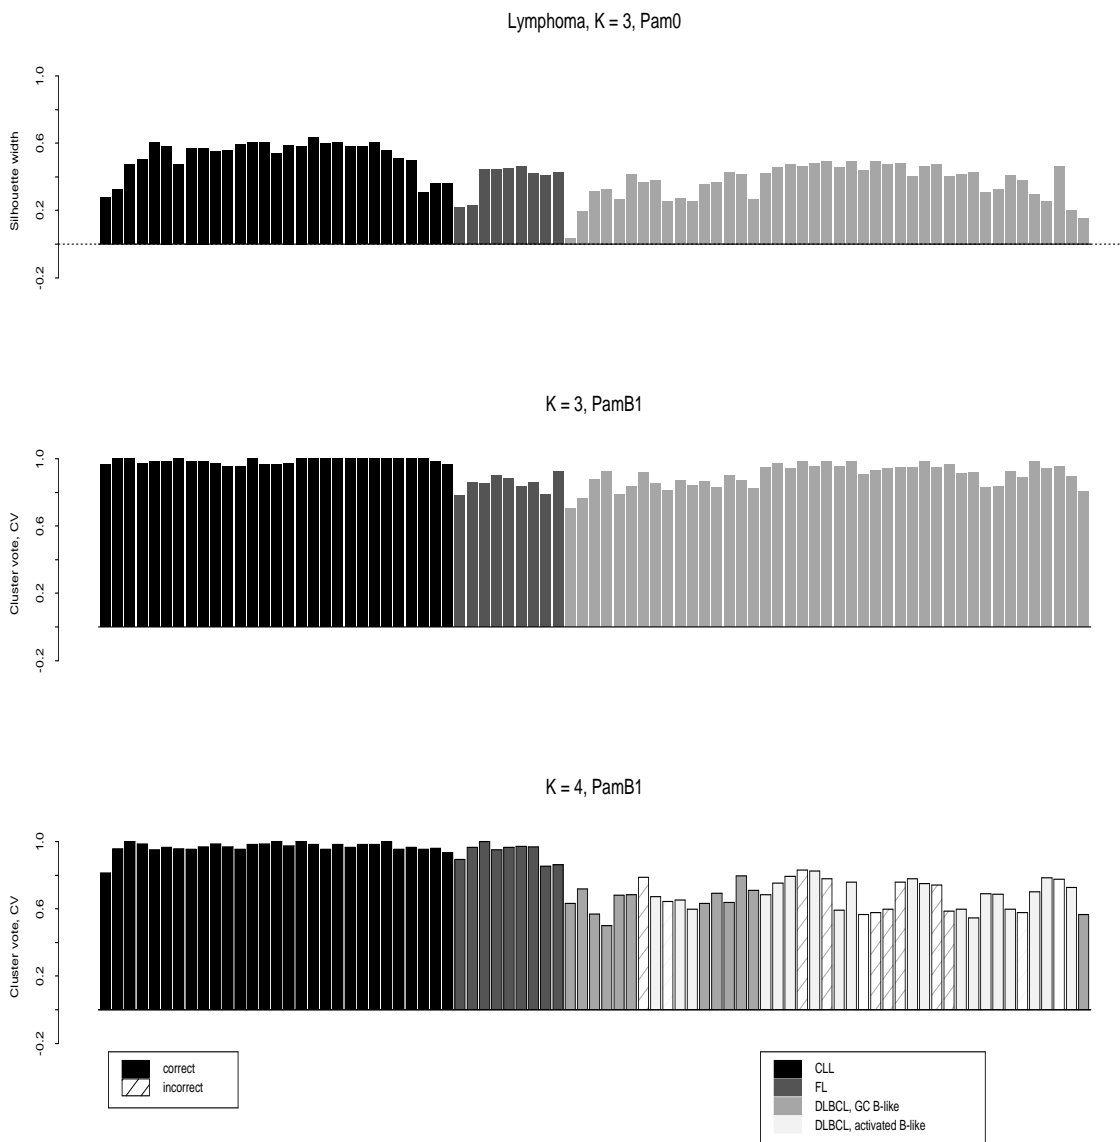 Lymphoma, K = 3, Pam0
Silhouette width
1.0
0.6
0.2
-0.2
K = 3, PamB1
Cluster vote, CV
1.0
0.6
0.2
-0.2
K = 4, PamB1
Cluster vote, CV
1.0
0.6
0.2
-0.2
correct
incorrect
CLL
FL
DLBCL, GC B-like
DLBCL, activated B-like